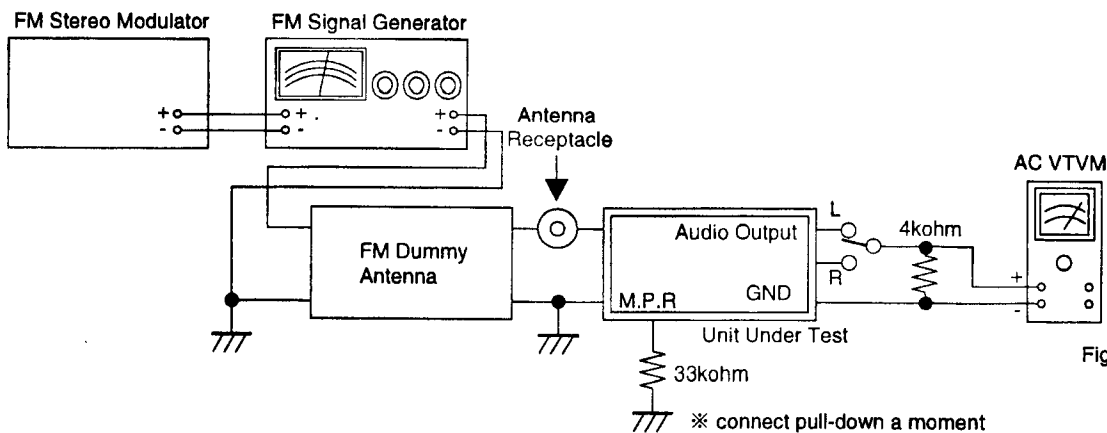 FM Stereo Modulator
FM Signal Generator
+
-
+ .
-
+
-
Antenna
Receptacle
AC VTVM
FM Dummy
Antenna
Audio Output
M.P.R
GND
L
R
4kohm
+
-
Unit Under Test
Fig
33kohm
※ connect pull-down a moment